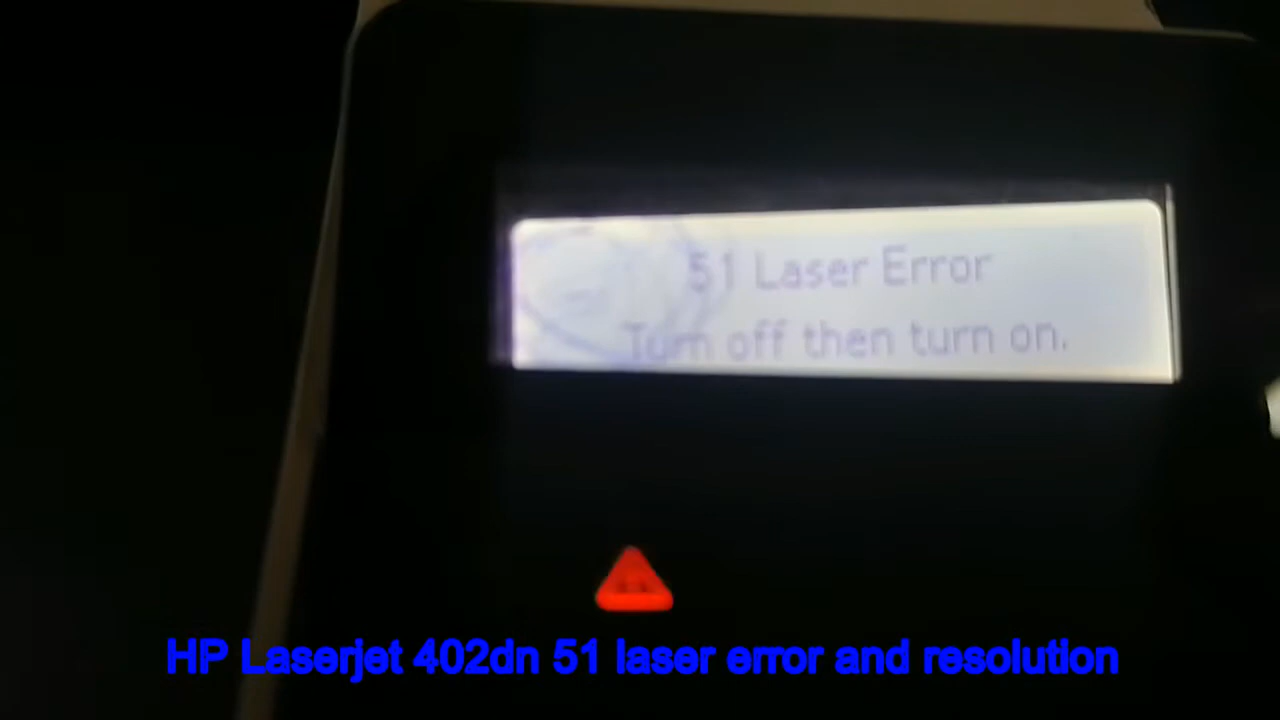 51 Laser Error
Turn off then turn on.
HP Laserjet 402dn 51 laser error and resolution